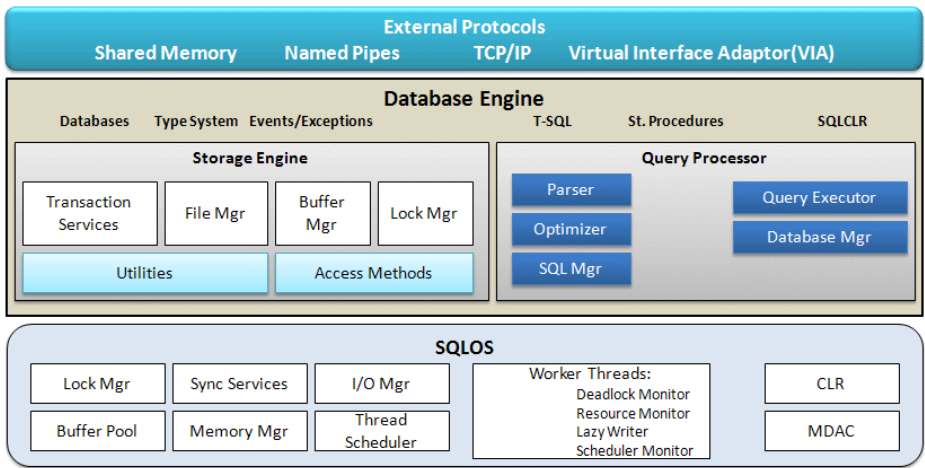 External Protocols
Shared Memory Named Pipes TCP/IP Virtual Interface Adaptor(VIA)
Database Engine
Databases Type System Events/Exceptions T-SQL St. Procedures SQLCLR
Storage Engine
Transaction
Services
File Mgr
Buffer
Mgr
Lock Mgr
Utilities
Access Methods
Query Processor
Parser
Optimizer
SQL Mgr
Query Executor
Database Mgr
SQLOS
Lock Mgr
Sync Services
I/O Mgr
Buffer Pool
Memory Mgr
Thread
Scheduler
Worker Threads:
Deadlock Monitor
Resource Monitor
Lazy Writer
Scheduler Monitor
CLR
MDAC